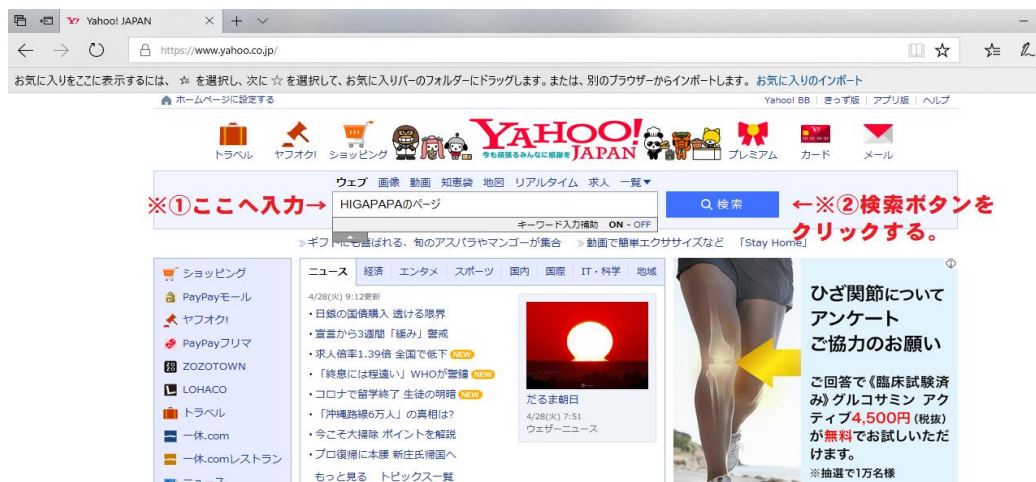 Yahoo! JAPAN
https://www.yahoo.co.jp/
お気に入りをここに表示するには、 ☆ を選択し、次に ☆ を選択して、お気に入りバーのフォルダーにドラッグします。または、別のブラウザーからインポートします。 お気に入りのインポート
ホームページに設定する
Yahoo! BB きっず版 アプリ版 ヘルプ
YAHOO!
今も頑張るみんなに感謝を JAPAN
トラベル ヤフオク! ショッピング プレミアム カード メール
ウェブ 画像 動画 知恵袋 地図 リアルタイム 求人 一覧▼
※①ここへ入力→
HIGAPAPAのページ
検索
←※②検索ボタンを
クリックする。
キーワード入力補助 ON - OFF
»ギフトにも喜ばれる、旬のアスパラやマンゴーが集合 »動画で簡単エクササイズなど 「Stay Home」
ショッピング
PayPayモール
ヤフオク!
PayPayフリマ
ZOZOTOWN
LOHACO
トラベル
一休.com
一休.comレストラン
ニュース
ニュース 経済 エンタメ スポーツ 国内 国際 IT・科学 地域
4/28(火) 9:12更新
・日銀の国債購入 透ける限界
・宣言から3週間「緩み」警戒
・求人倍率1.39倍 全国で低下 NEW
・「終息には程遠い」WHOが警鐘 NEW
・コロナで留学終了 生徒の明暗 NEW
・「沖縄路線6万人」の真相は?
・今こそ大掃除 ポイントを解説
・プロ復帰に本腰 新庄氏帰国へ
もっと見る トピックス一覧
だるま朝日
4/28(火) 7:51
ウェザーニュース
ひざ関節について
アンケート
ご協力のお願い
ご回答で《臨床試験済
み》グルコサミン アク
ティブ4,500円(税抜)
が無料でお試しいただ
けます。
※抽選で1万名様